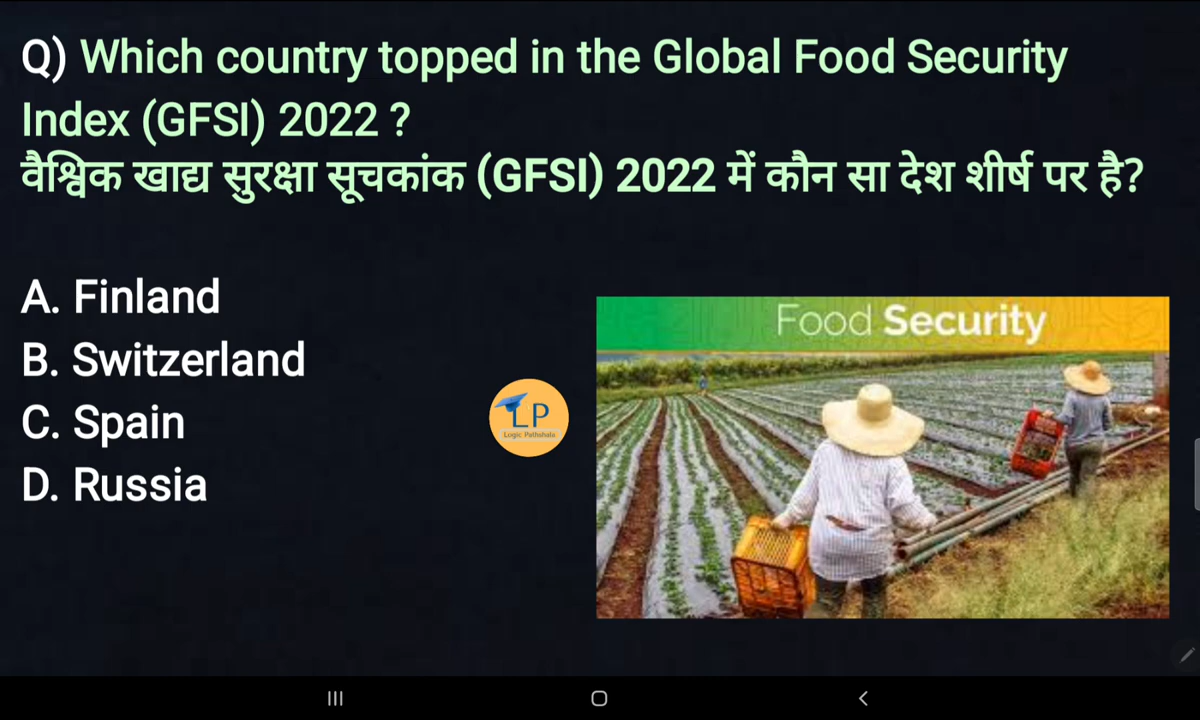 Q) Which country topped in the Global Food Security
Index (GFSI) 2022 ?
वैश्विक खाद्य सुरक्षा सूचकांक (GFSI) 2022 में कौन सा देश शीर्ष पर है?
A. Finland
B. Switzerland
C. Spain
D. Russia
Food Security
LP
Logic Pathshala